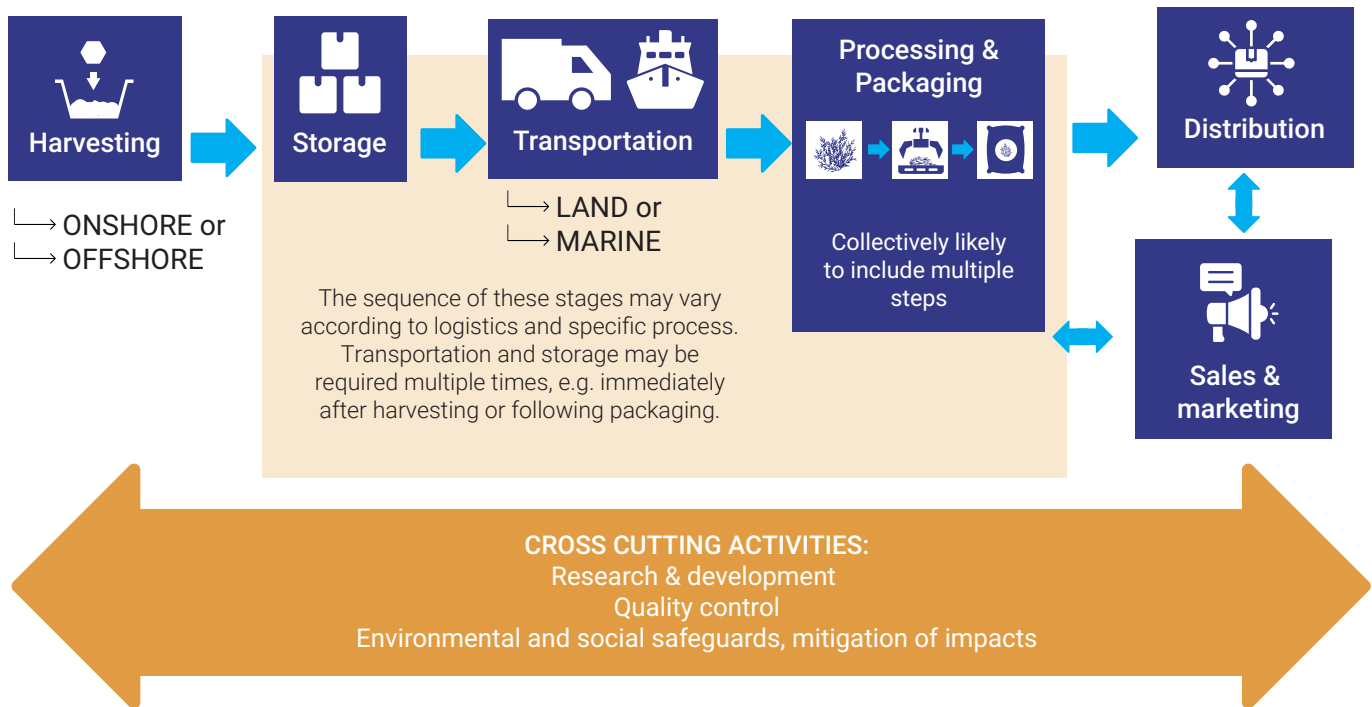 Harvesting
ONSHORE or
OFFSHORE
Storage
Transportation
LAND or
MARINE
The sequence of these stages may vary
according to logistics and specific process.
Transportation and storage may be
required multiple times, e.g. immediately
after harvesting or following packaging.
Processing &
Packaging
Collectively likely
to include multiple
steps
Distribution
Sales &
marketing
CROSS CUTTING ACTIVITIES:
Research & development
Quality control
Environmental and social safeguards, mitigation of impacts